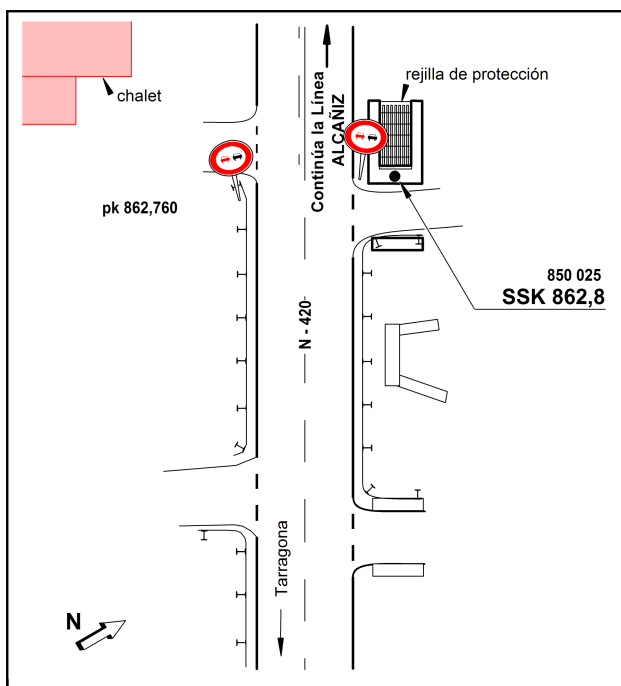 rejilla de protección
chalet
Continúa la Línea
ALCAÑIZ
pk 862,760
850 025
SSK 862,8
N - 420
Tarragona
N